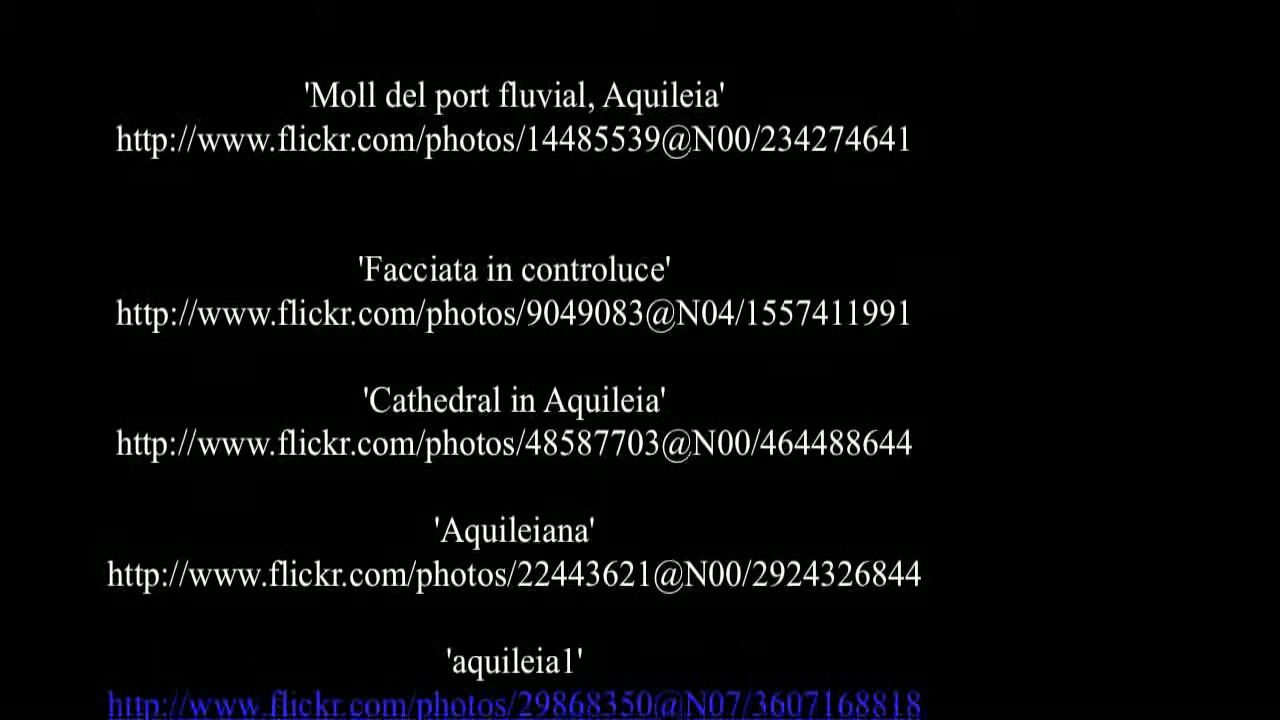 'Moll del port fluvial, Aquileia'
http://www.flickr.com/photos/14485539@N00/234274641
'Facciata in controluce'
http://www.flickr.com/photos/9049083@N04/1557411991
'Cathedral in Aquileia'
http://www.flickr.com/photos/48587703@N00/464488644
'Aquileiana'
http://www.flickr.com/photos/22443621@N00/2924326844
'aquileia1'
http://www.flickr.com/photos/29868350@N07/3607168818